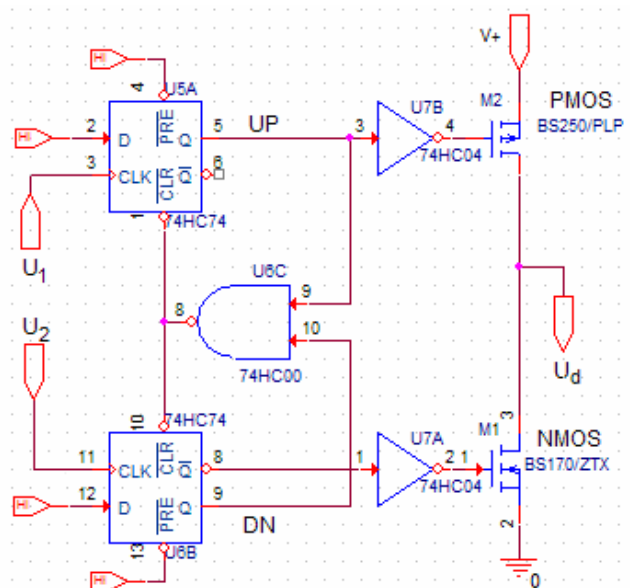 V+
HI
4
U5A
U7B
M2
PMOS
BS250/PLP
HI
2
D
PRE
Q
5
UP
3
4
74HC04
3
CLK
CLR
Q
6
1
74HC74
U1
U6C
8
9
10
74HC00
U2
Ud
10
74HC74
3
11
CLK
CLR
Q
8
1
U7A
2
1
M1
NMOS
BS170/ZTX
74HC04
HI
12
D
PRE
Q
9
DN
2
13
U6B
HI
0